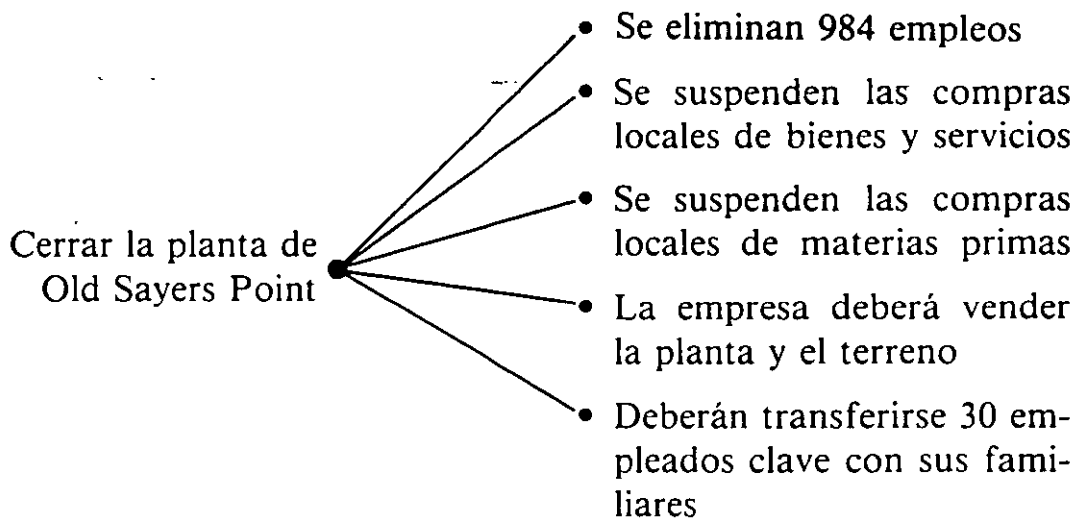 Cerrar la planta de
Old Sayers Point
• Se eliminan 984 empleos
• Se suspenden las compras
locales de bienes y servicios
• Se suspenden las compras
locales de materias primas
• La empresa deberá vender
la planta y el terreno
• Deberán transferirse 30 em-
pleados clave con sus fami-
liares